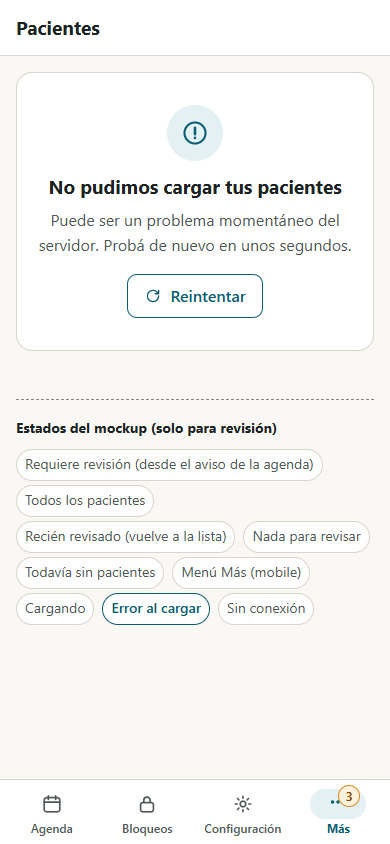 Pacientes
No pudimos cargar tus pacientes
Puede ser un problema momentáneo del
servidor. Probá de nuevo en unos segundos.
Reintentar
Estados del mockup (solo para revisión)
Requiere revisión (desde el aviso de la agenda)
Todos los pacientes
Recién revisado (vuelve a la lista) Nada para revisar
Todavía sin pacientes Menú Más (mobile)
Cargando Error al cargar Sin conexión
3
Agenda Bloqueos Configuración Más